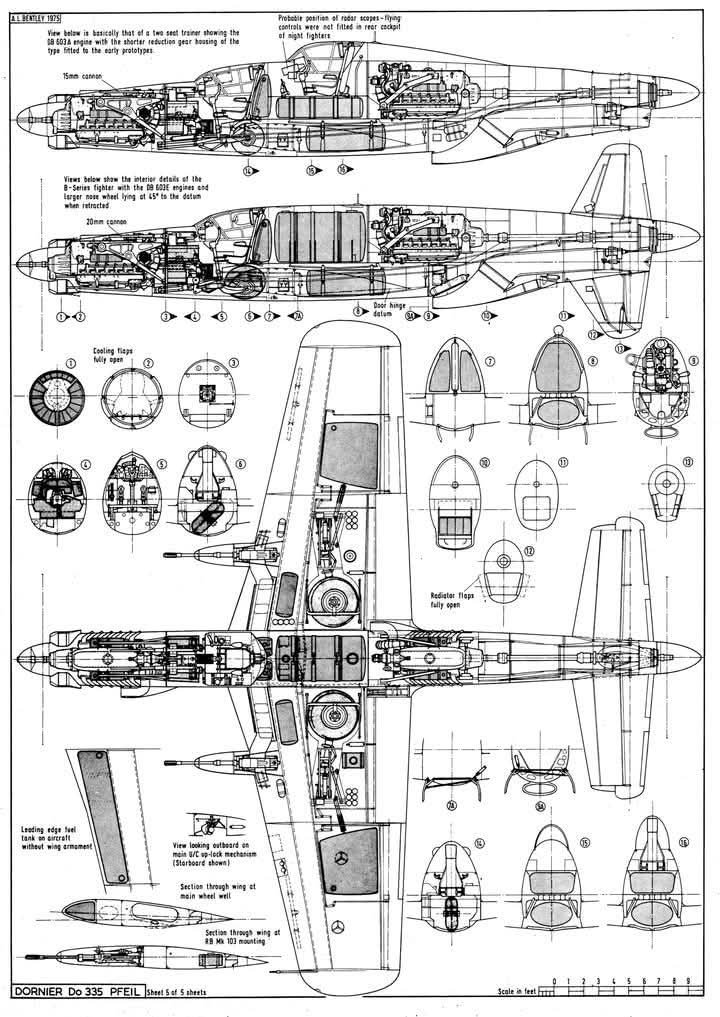 A.L.BENTLEY 1975
View below is basically that of a two seat trainer showing the
DB 603A engine with the shorter reduction gear housing of the
type fitted to the early prototypes.
Probable position of radar scopes-flying
controls were not fitted in rear cockpit
of night fighters
15mm cannon
14
15
16
Views below show the interior details of the
B-Series fighter with the DB 603E engines and
larger nose wheel lying at 45° to the datum
when retracted
20mm cannon
Door hinge
datum
1
2
3
4
5
6
7
7A
8
9A
9
10
11
12
13
Cooling flaps
fully open
1
2
3
7
8
9
4
5
6
10
11
13
12
Radiator flaps
fully open
7A
9A
Leading edge fuel
tank on aircraft
without wing armament
View looking outboard on
main U/C up-lock mechanism
(Starboard shown)
14
15
16
Section through wing at
main wheel well
Section through wing at
RB Mk 103 mounting
DORNIER Do 335 PFEIL
Sheet 5 of 5 sheets
Scale in feet
0 1 2 3 4 5 6 7 8 9